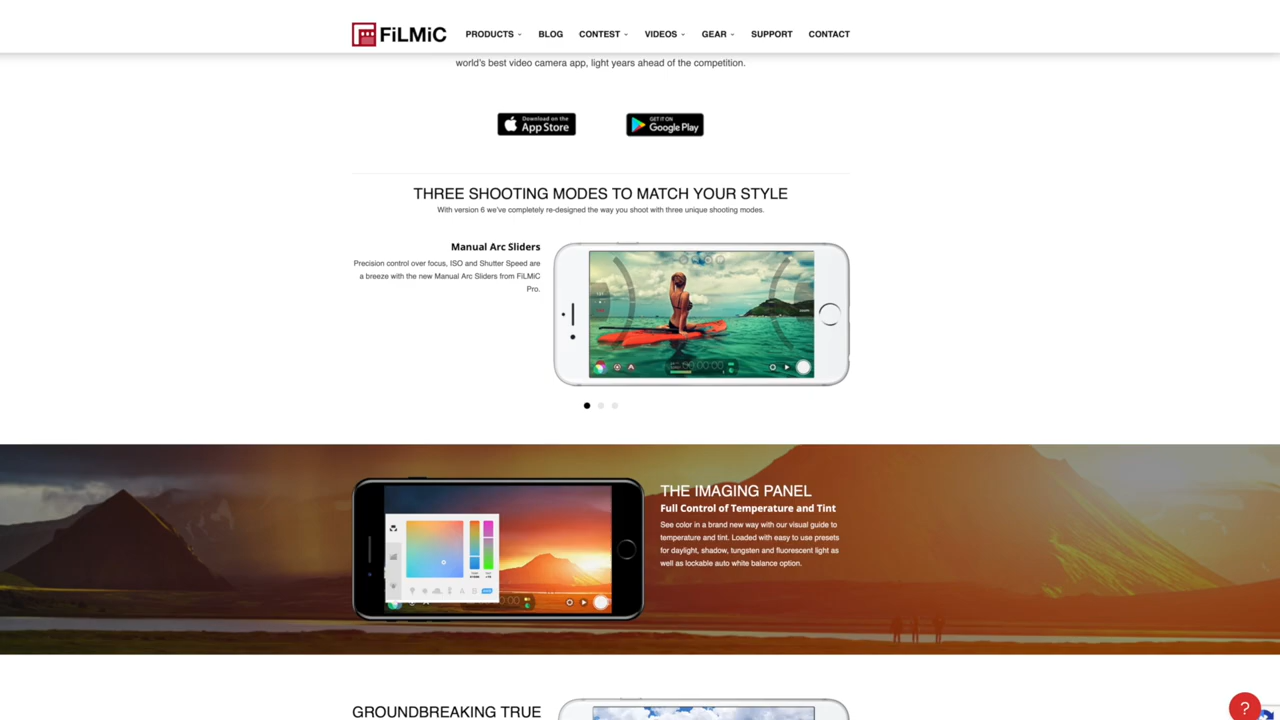 FiLMiC
PRODUCTS
BLOG
CONTEST
VIDEOS
GEAR
SUPPORT
CONTACT
world's best video camera app, light years ahead of the competition.
Download on the
App Store
GET IT ON
Google Play
THREE SHOOTING MODES TO MATCH YOUR STYLE
With version 6 we've completely re-designed the way you shoot with three unique shooting modes.
Manual Arc Sliders
Precision control over focus, ISO and Shutter Speed are
a breeze with the new Manual Arc Sliders from FiLMiC
Pro.
THE IMAGING PANEL
Full Control of Temperature and Tint
See color in a brand new way with our visual guide to
temperature and tint. Loaded with easy to use presets
for daylight, shadow, tungsten and fluorescent light as
well as lockable auto white balance option.
GROUNDBREAKING TRUE
?